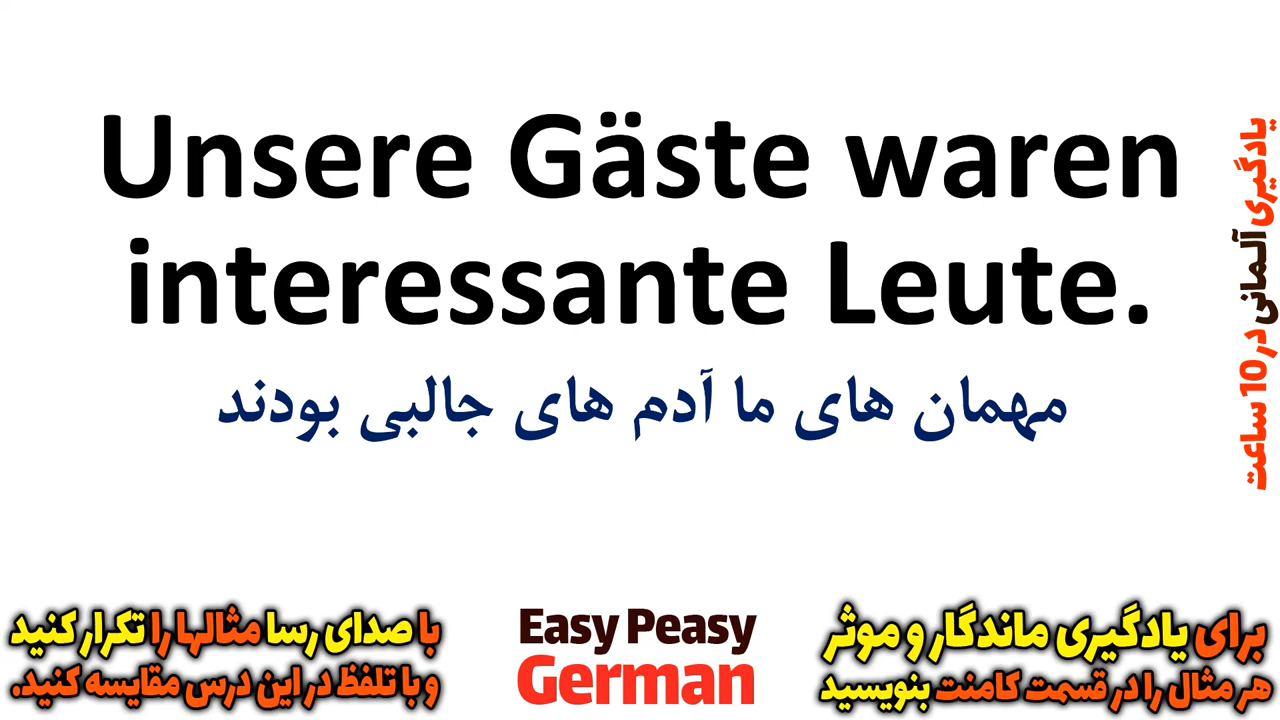 Unsere Gäste waren
interessante Leute.
مهمان های ما آدم های جالبی بودند
یادگیری آلمانی در 10 ساعت
با صدای رسا مثالها را تکرار کنید
و با تلفظ در این درس مقایسه کنید.
Easy Peasy
German
برای یادگیری ماندگار و موثر
هر مثال را در قسمت کامنت بنویسید